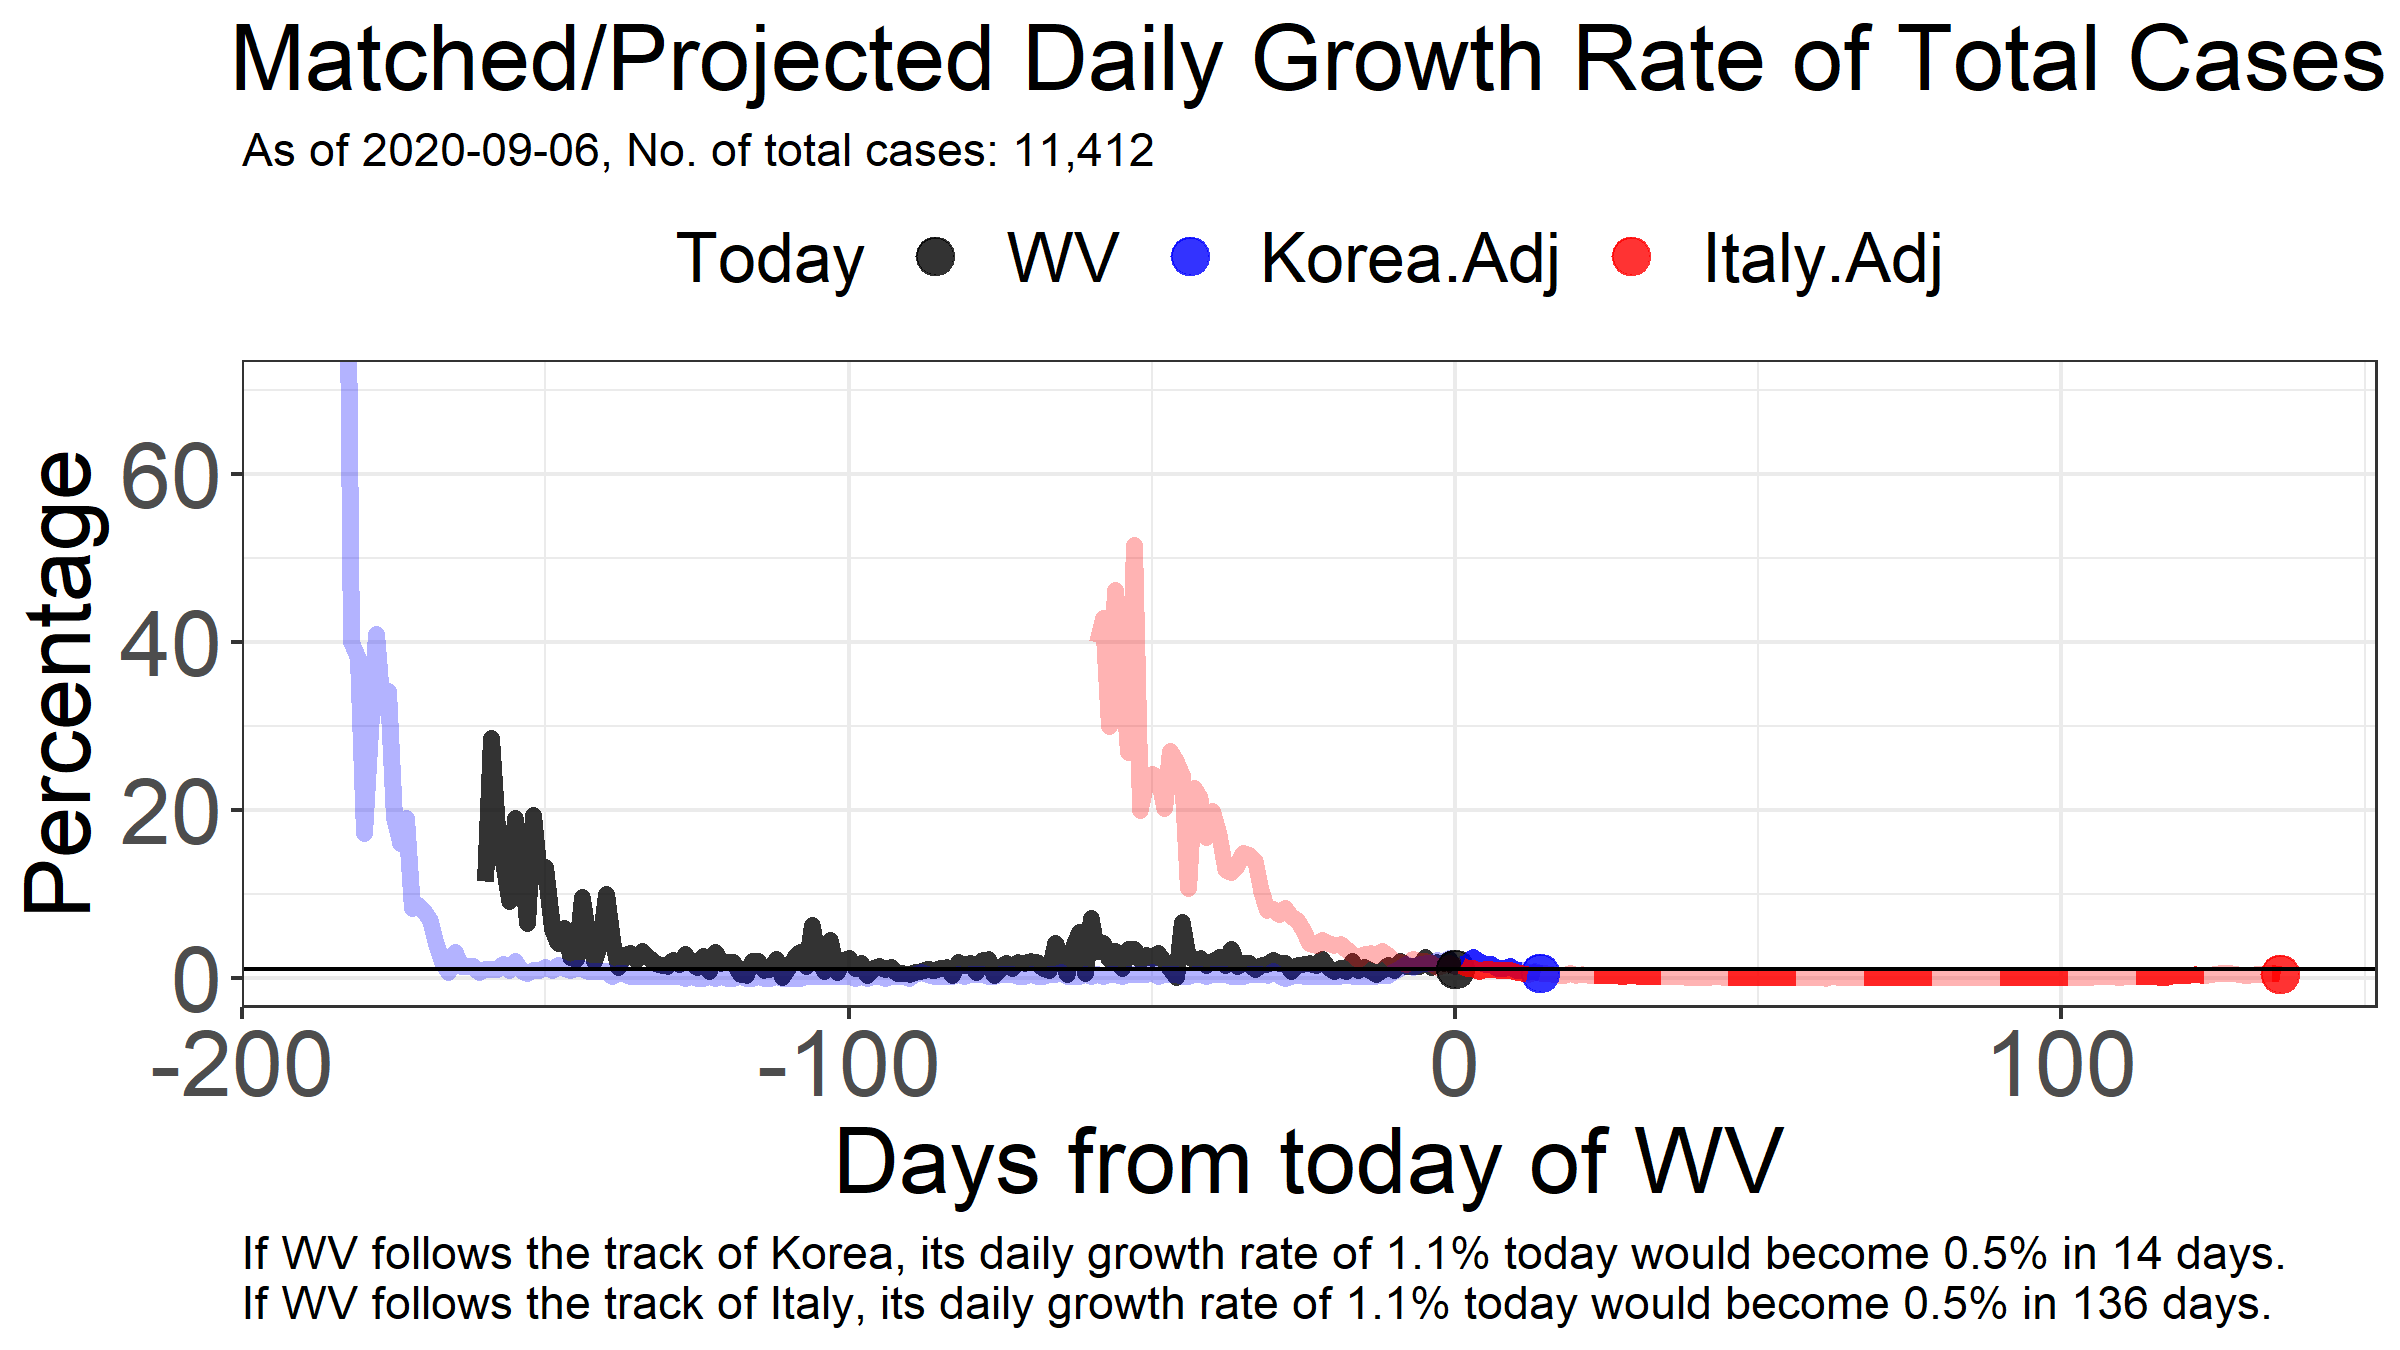 Matched/Projected Daily Growth Rate of Total Cases
As of 2020-09-06, No. of total cases: 11,412
Today WV Korea.Adj Italy.Adj
Percentage
60
40
20
0
-200 -100 0 100
Days from today of WV
If WV follows the track of Korea, its daily growth rate of 1.1% today would become 0.5% in 14 days.
If WV follows the track of Italy, its daily growth rate of 1.1% today would become 0.5% in 136 days.